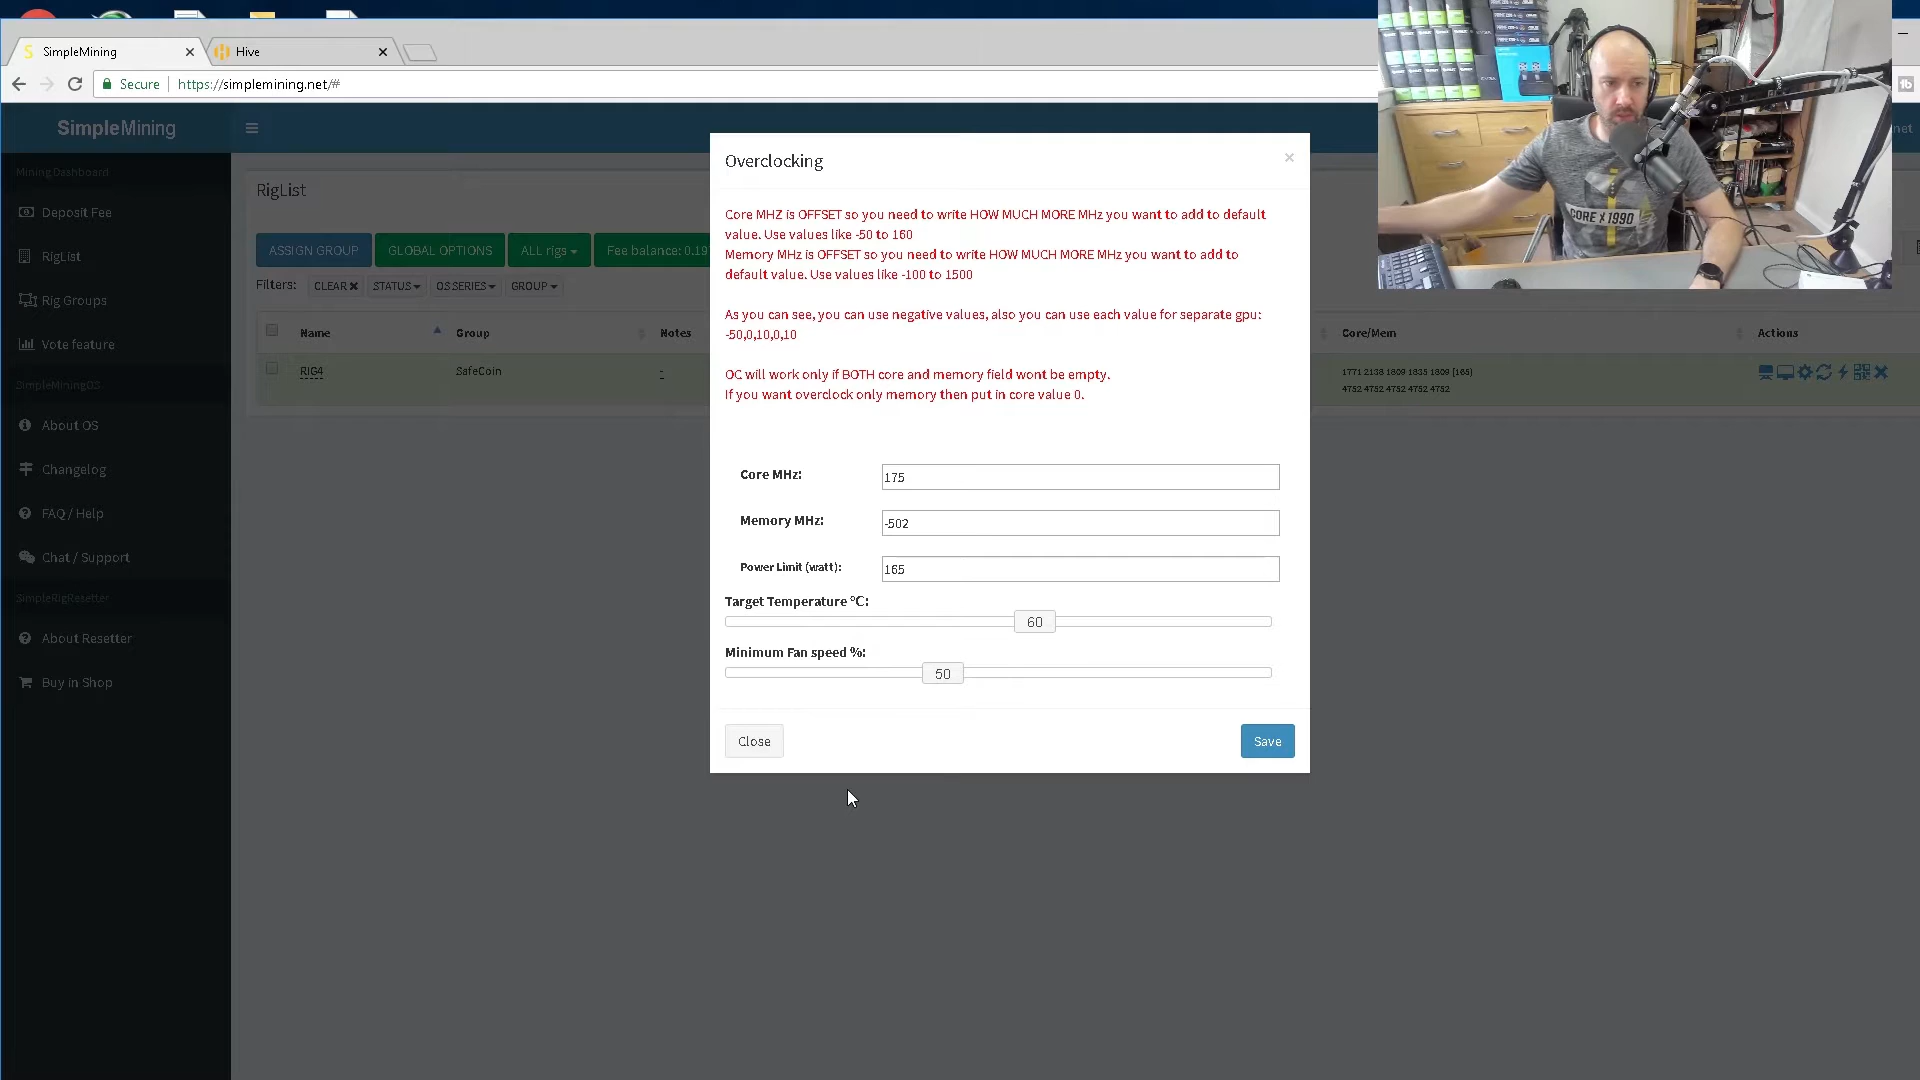 SimpleMining
Hive
Secure
https://simplemining.net/#
SimpleMining
net
Mining Dashboard
Deposit Fee
RigList
Rig Groups
Vote feature
SimpleMiningOS
About OS
Changelog
FAQ / Help
Chat / Support
SimpleRigResetter
About Resetter
Buy in Shop
RigList
ASSIGN GROUP
GLOBAL OPTIONS
ALL rigs
Fee balance: 0.19
Filters:
CLEAR
STATUS
OS SERIES
GROUP
Name
Group
Notes
Core/Mem
Actions
RIG4
SafeCoin
-
1771 2138 1809 1835 1809 [165]
4752 4752 4752 4752 4752
Overclocking
×
Core MHZ is OFFSET so you need to write HOW MUCH MORE MHz you want to add to default
value. Use values like -50 to 160
Memory MHz is OFFSET so you need to write HOW MUCH MORE MHz you want to add to
default value. Use values like -100 to 1500
As you can see, you can use negative values, also you can use each value for separate gpu:
-50,0,10,0,10
OC will work only if BOTH core and memory field wont be empty.
If you want overclock only memory then put in core value 0.
Core MHz:
175
Memory MHz:
-502
Power Limit (watt):
165
Target Temperature °C:
60
Minimum Fan speed %:
50
Close
Save
CORE X 1990